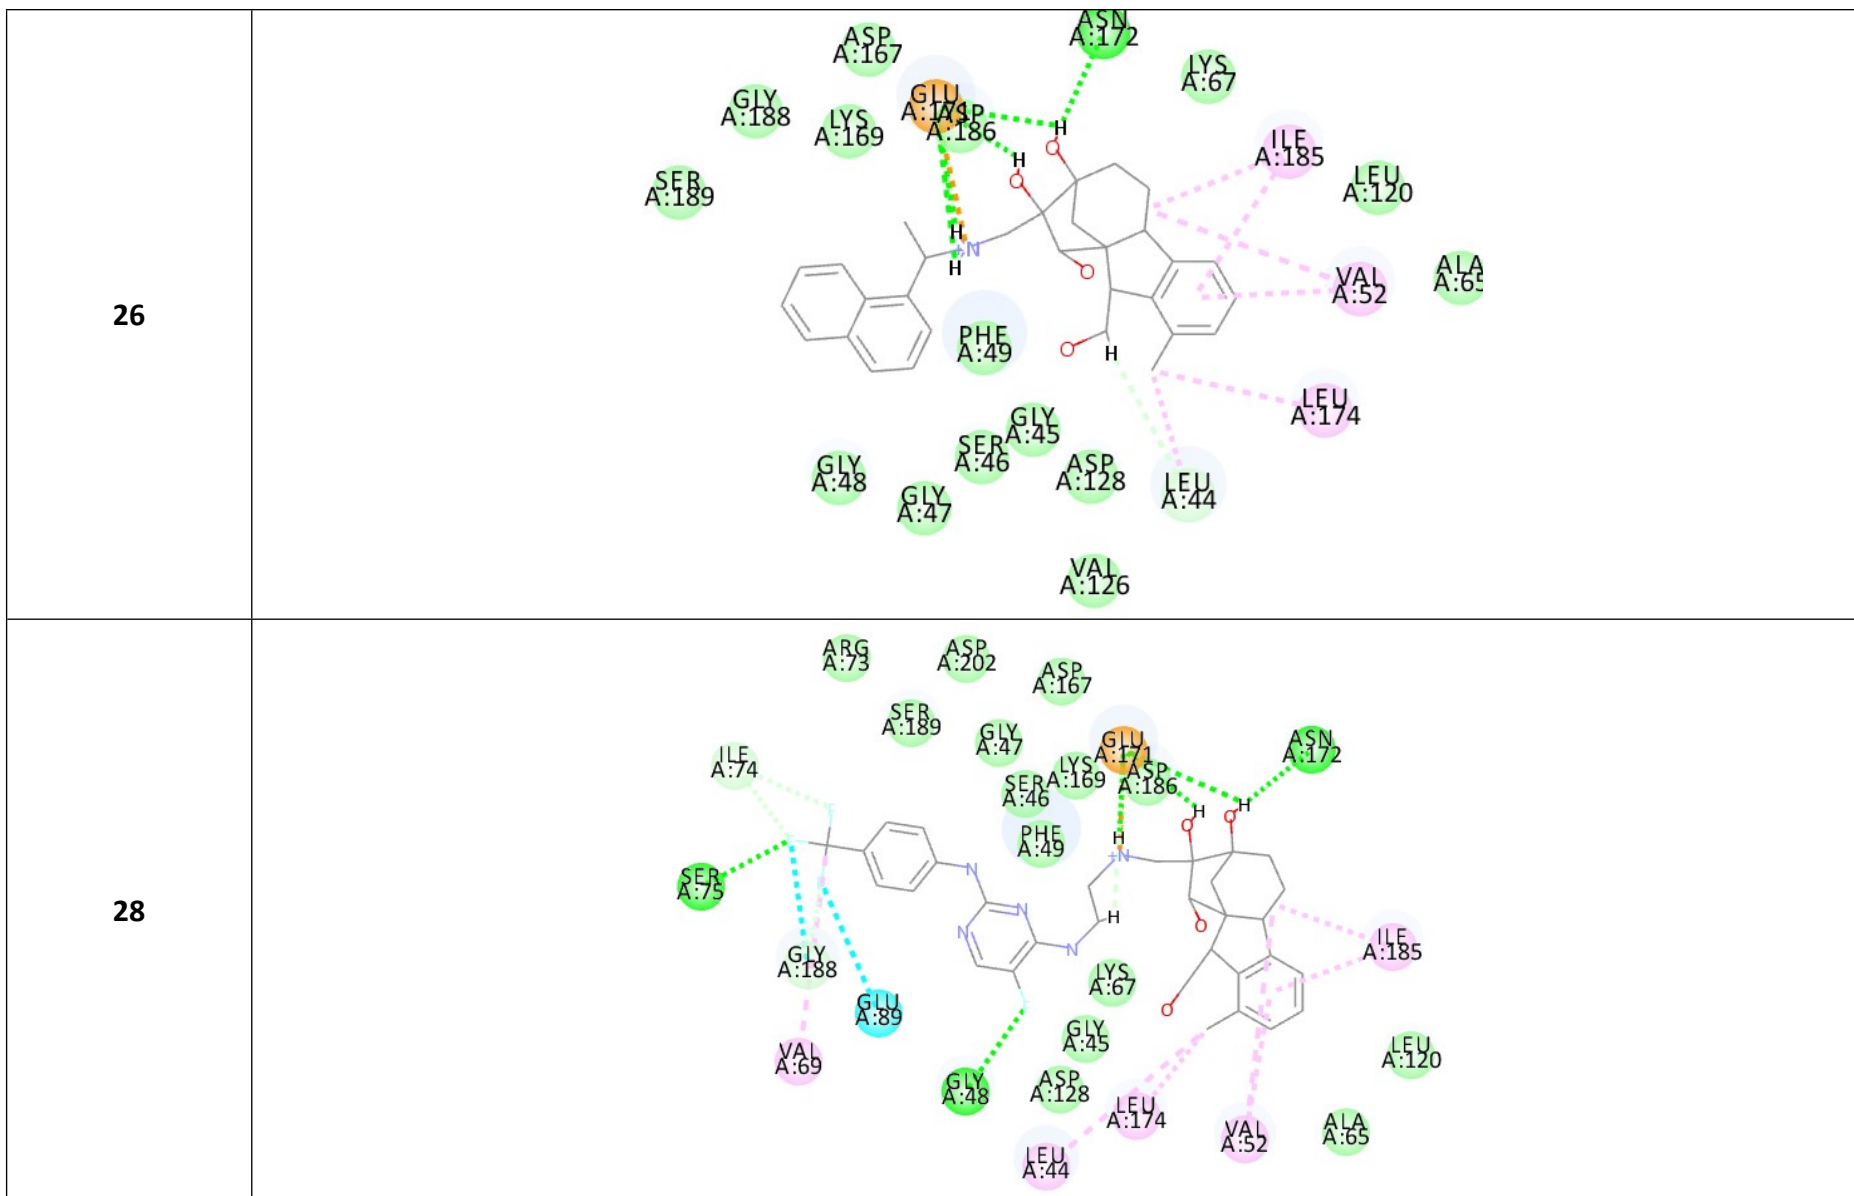 26
ASN
A:172
ASP
A:167
LYS
A:67
GLU
A:171
GLY
A:188
LYS
A:169
ASP
A:186
ILE
A:185
LEU
A:120
SER
A:189
H
O
H
O
H
+N
H
O
VAL
A:52
ALA
A:65
PHE
A:49
O
H
LEU
A:174
GLY
A:45
SER
A:46
GLY
A:48
ASP
A:128
LEU
A:44
GLY
A:47
VAL
A:126
28
ARG
A:73
ASP
A:202
ASP
A:167
SER
A:189
GLY
A:47
GLU
A:171
ASN
A:172
ILE
A:74
LYS
A:169
ASP
A:186
SER
A:46
F
H
O
H
O
PHE
A:49
H
+N
F
F
SER
A:75
N
N
N
N
H
O
ILE
A:185
GLY
A:188
LYS
A:67
F
O
GLU
A:89
GLY
A:45
LEU
A:120
VAL
A:69
GLY
A:48
ASP
A:128
LEU
A:174
VAL
A:52
ALA
A:65
LEU
A:44